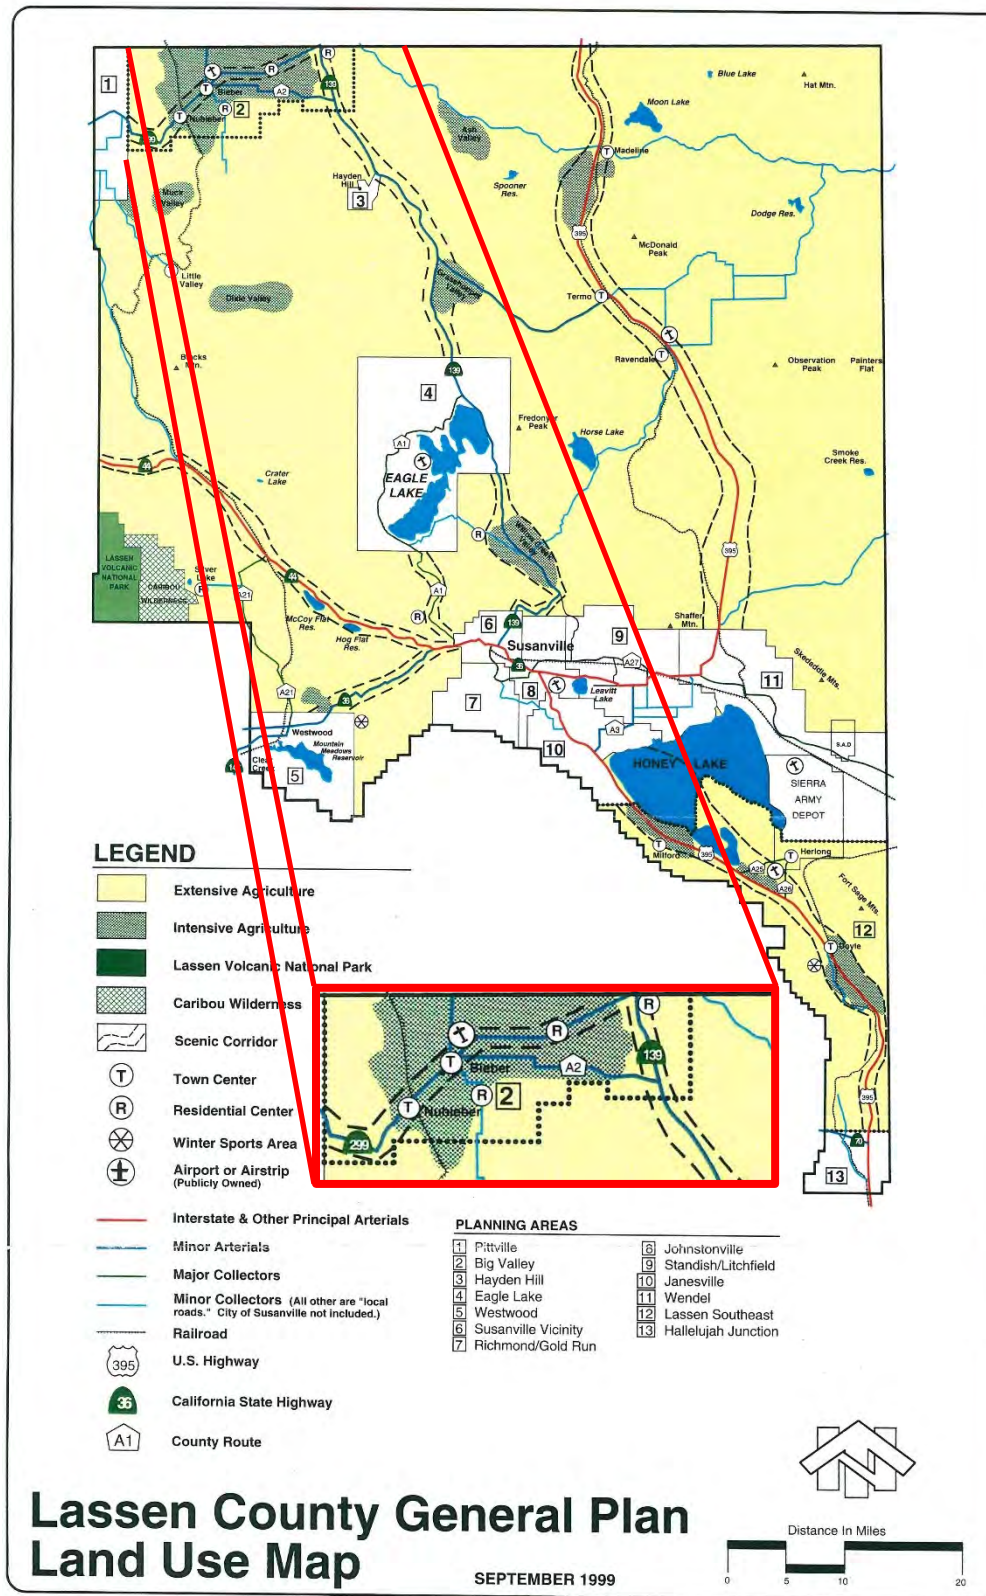 1
Bieber
A2
Nubieber
R
T
2
139
299
Muck
Valley
Little
Valley
Dixie Valley
Blacks
Mtn.
Hayden
Hill
3
Ash
Valley
Spooner
Res.
Blue Lake
Hat Mtn.
Moon Lake
Madeline
Dodge Res.
395
McDonald
Peak
Termo
Ravendale
Observation
Peak
Painters
Flat
139
4
Fredonyer
Peak
Horse Lake
Smoke
Creek Res.
A1
EAGLE
LAKE
44
Crater
Lake
LASSEN
VOLCANIC
NATIONAL
PARK
CARIBOU
WILDERNESS
Silver
Lake
A21
44
McCoy Flat
Res.
Hog Flat
Res.
A1
395
Shaffer
Mtn.
6
139
Susanville
9
A27
36
Skedaddle Mts.
11
A21
36
7
8
Leavitt
Lake
A3
10
Westwood
Mountain
Meadows
Reservoir
Clear
Creek
5
HONEY LAKE
S.A.D
SIERRA
ARMY
DEPOT
Milford
395
Herlong
A25
A26
Fort Sage Mts.
12
Doyle
395
70
13
LEGEND
Extensive Agriculture
Intensive Agriculture
Lassen Volcanic National Park
Caribou Wilderness
Scenic Corridor
T Town Center
R Residential Center
Winter Sports Area
Airport or Airstrip
(Publicly Owned)
Interstate & Other Principal Arterials
Minor Arterials
Major Collectors
Minor Collectors (All other are "local
roads." City of Susanville not included.)
Railroad
395 U.S. Highway
36 California State Highway
A1 County Route
R
R
139
T
Bieber
A2
T
Nubieber
R
2
299
PLANNING AREAS
1 Pittville
2 Big Valley
3 Hayden Hill
4 Eagle Lake
5 Westwood
6 Susanville Vicinity
7 Richmond/Gold Run
8 Johnstonville
9 Standish/Litchfield
10 Janesville
11 Wendel
12 Lassen Southeast
13 Hallelujah Junction
Lassen County General Plan
Land Use Map
SEPTEMBER 1999
Distance In Miles
0 5 10 20